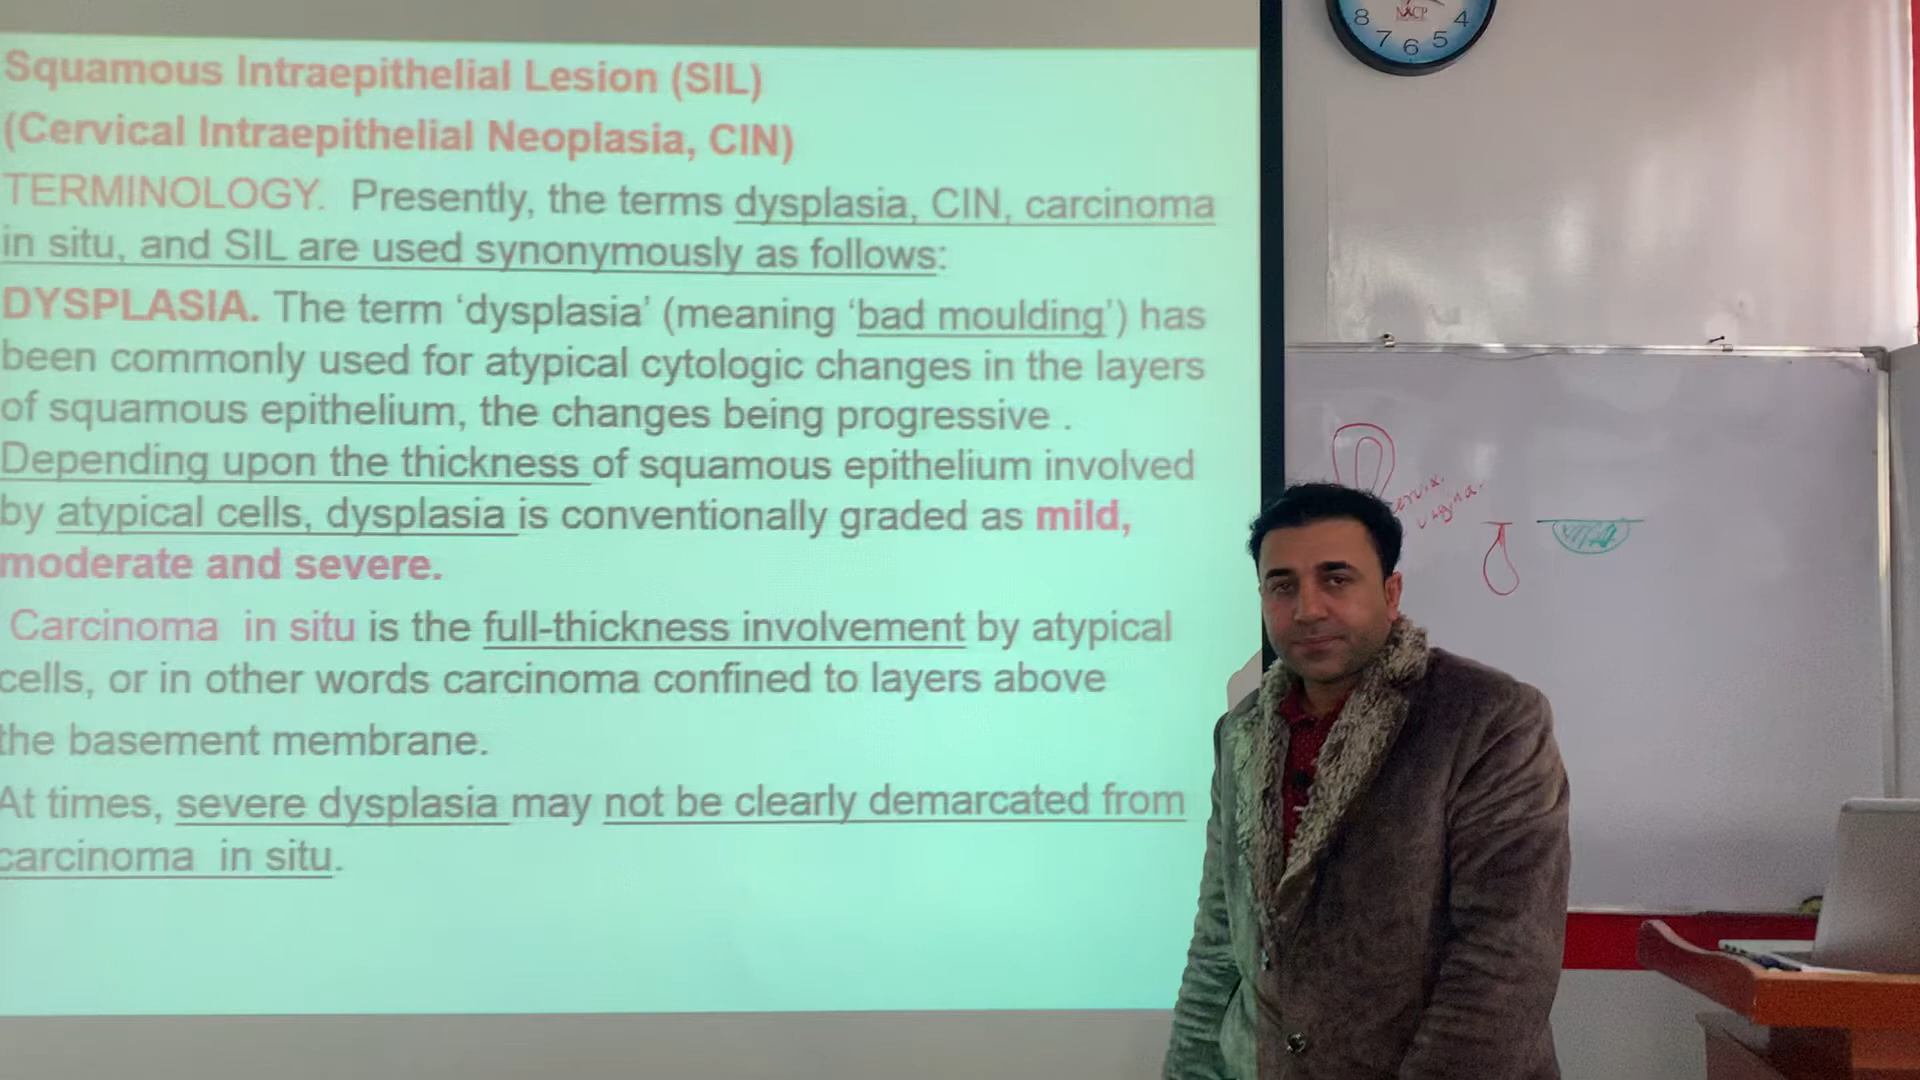 Squamous Intraepithelial Lesion (SIL)
(Cervical Intraepithelial Neoplasia, CIN)
TERMINOLOGY. Presently, the terms dysplasia, CIN, carcinoma
in situ, and SIL are used synonymously as follows:
DYSPLASIA. The term ‘dysplasia’ (meaning ‘bad moulding’) has
been commonly used for atypical cytologic changes in the layers
of squamous epithelium, the changes being progressive .
Depending upon the thickness of squamous epithelium involved
by atypical cells, dysplasia is conventionally graded as mild,
moderate and severe.
Carcinoma in situ is the full-thickness involvement by atypical
cells, or in other words carcinoma confined to layers above
the basement membrane.
At times, severe dysplasia may not be clearly demarcated from
carcinoma in situ.
NACP
8 7 6 5 4
cervix.
vagina.